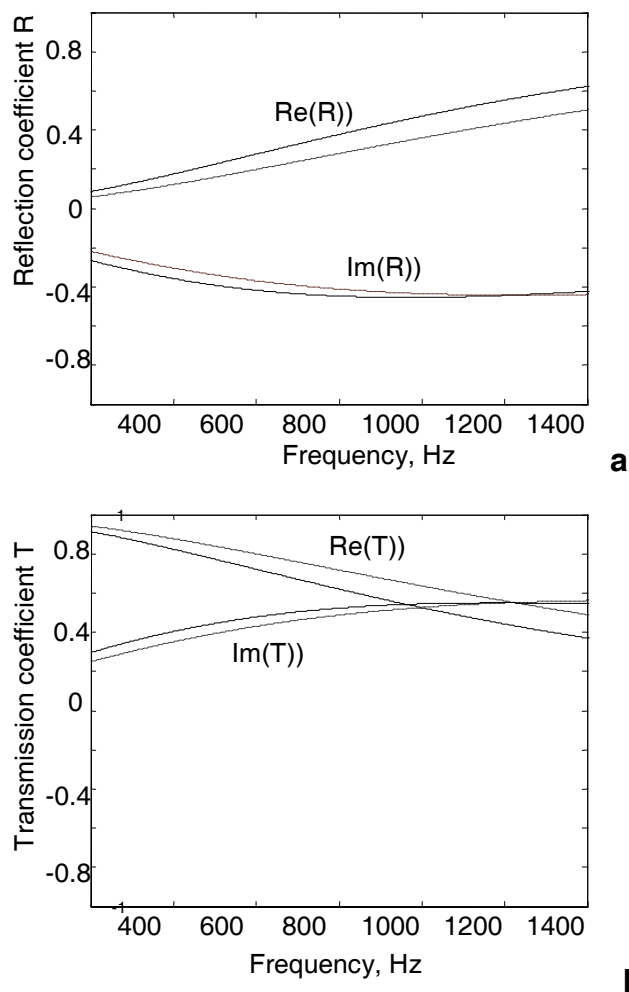 Reflection coefficient R
0.8
0.4
0
-0.4
-0.8
Re(R))
Im(R))
400 600 800 1000 1200 1400
Frequency, Hz
a
Transmission coefficient T
1
0.8
0.4
0
-0.4
-0.8
-1
Re(T))
Im(T))
400 600 800 1000 1200 1400
Frequency, Hz